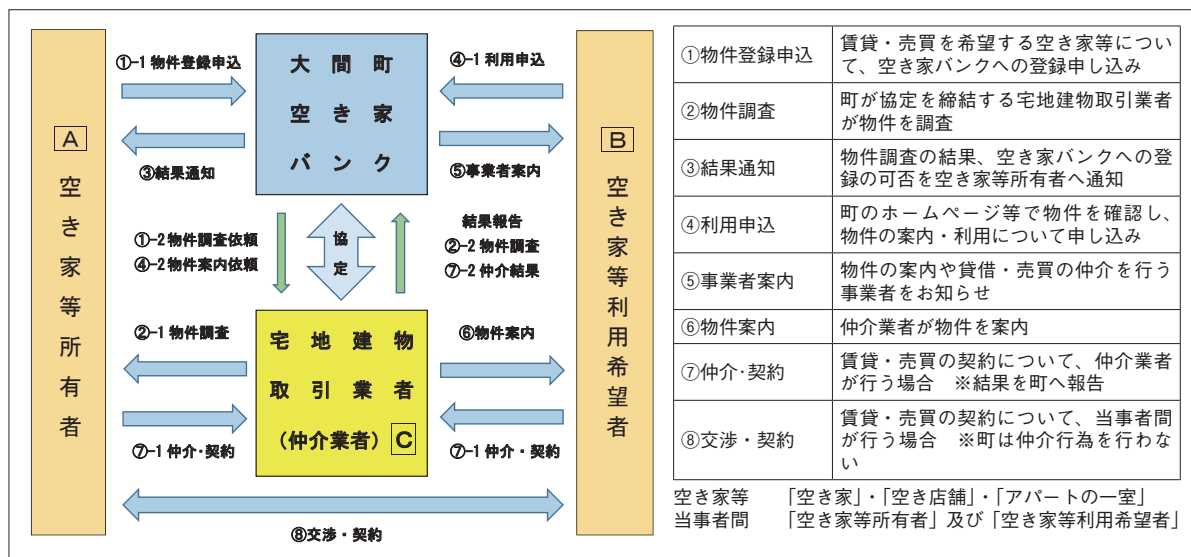 A
空き家等所有者
①-1 物件登録申込
③結果通知
大間町
空き家
バンク
④-1 利用申込
⑤事業者案内
B
空き家等利用希望者
①-2 物件調査依頼
④-2 物件案内依頼
協定
結果報告
②-2 物件調査
⑦-2 仲介結果
②-1 物件調査
⑦-1 仲介・契約
宅地建物
取引業者
(仲介業者) C
⑥物件案内
⑦-1 仲介・契約
⑧交渉・契約
①物件登録申込
賃貸・売買を希望する空き家等につい
て、空き家バンクへの登録申し込み
②物件調査
町が協定を締結する宅地建物取引業者
が物件を調査
③結果通知
物件調査の結果、空き家バンクへの登
録の可否を空き家等所有者へ通知
④利用申込
町のホームページ等で物件を確認し、
物件の案内・利用について申し込み
⑤事業者案内
物件の案内や貸借・売買の仲介を行う
事業者をお知らせ
⑥物件案内
仲介業者が物件を案内
⑦仲介・契約
賃貸・売買の契約について、仲介業者
が行う場合 ※結果を町へ報告
⑧交渉・契約
賃貸・売買の契約について、当事者間
が行う場合 ※町は仲介行為を行わな
い
空き家等 「空き家」・「空き店舗」・「アパートの一室」
当事者間 「空き家等所有者」及び「空き家等利用希望者」